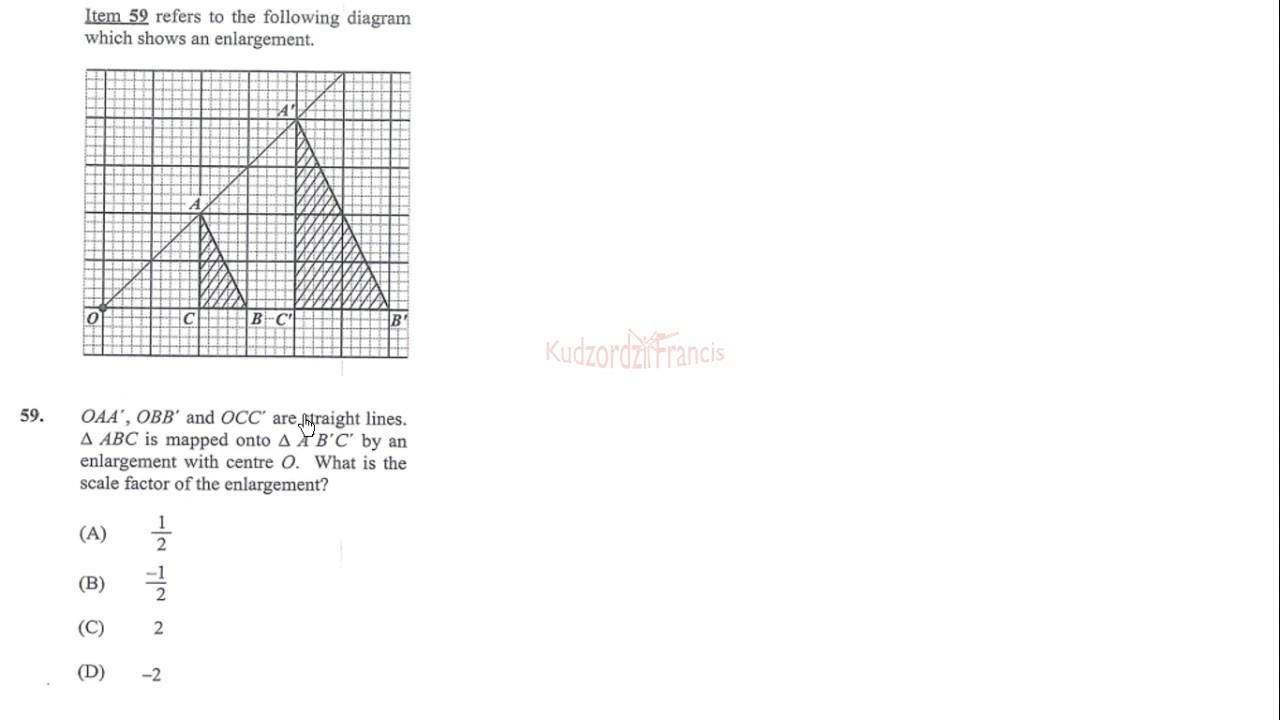 Item 59 refers to the following diagram
which shows an enlargement.
A'
A
O C B C' B'
Kudzordzi Francis
59. OAA′, OBB′ and OCC′ are straight lines.
Δ ABC is mapped onto Δ A′B′C′ by an
enlargement with centre O. What is the
scale factor of the enlargement?
(A) 1/2
(B) −1/2
(C) 2
(D) −2